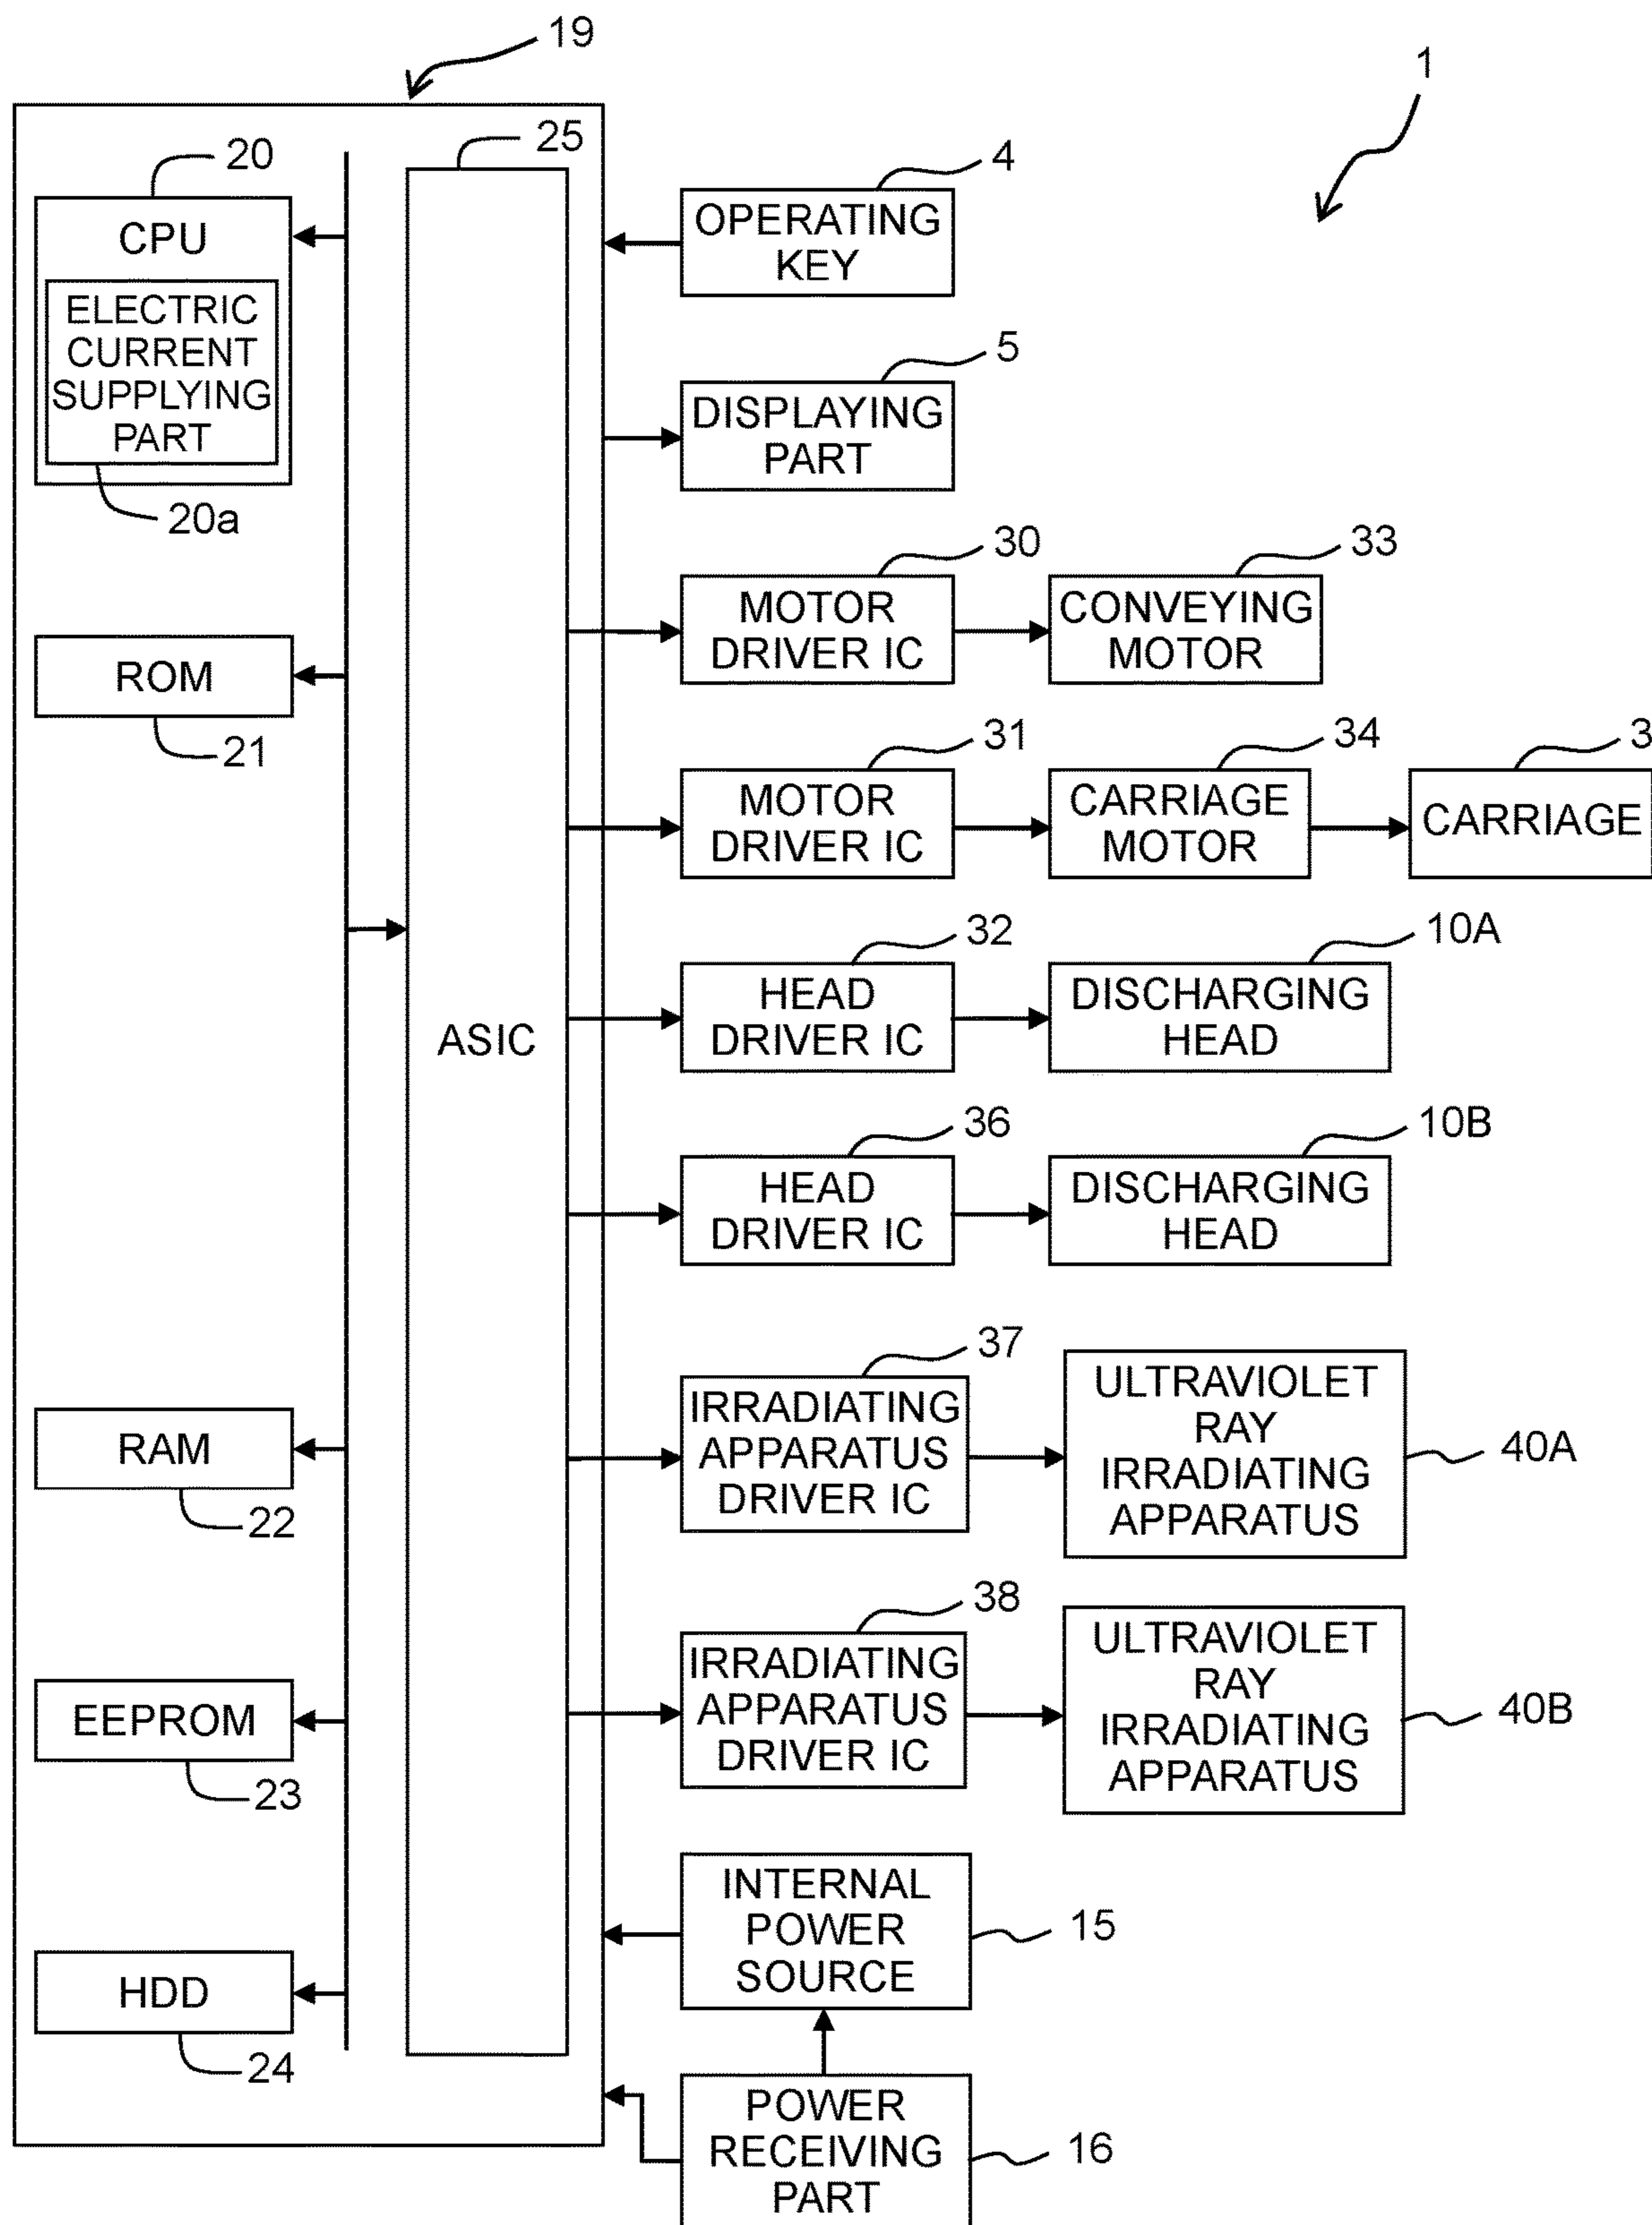 19
1
25
20
CPU
ELECTRIC
CURRENT
SUPPLYING
PART
20a
ROM
21
ASIC
RAM
22
EEPROM
23
HDD
24
4
OPERATING
KEY
5
DISPLAYING
PART
30
MOTOR
DRIVER IC
33
CONVEYING
MOTOR
31
MOTOR
DRIVER IC
34
CARRIAGE
MOTOR
3
CARRIAGE
32
HEAD
DRIVER IC
10A
DISCHARGING
HEAD
36
HEAD
DRIVER IC
10B
DISCHARGING
HEAD
37
IRRADIATING
APPARATUS
DRIVER IC
ULTRAVIOLET
RAY
IRRADIATING
APPARATUS
40A
38
IRRADIATING
APPARATUS
DRIVER IC
ULTRAVIOLET
RAY
IRRADIATING
APPARATUS
40B
INTERNAL
POWER
SOURCE
15
POWER
RECEIVING
PART
16